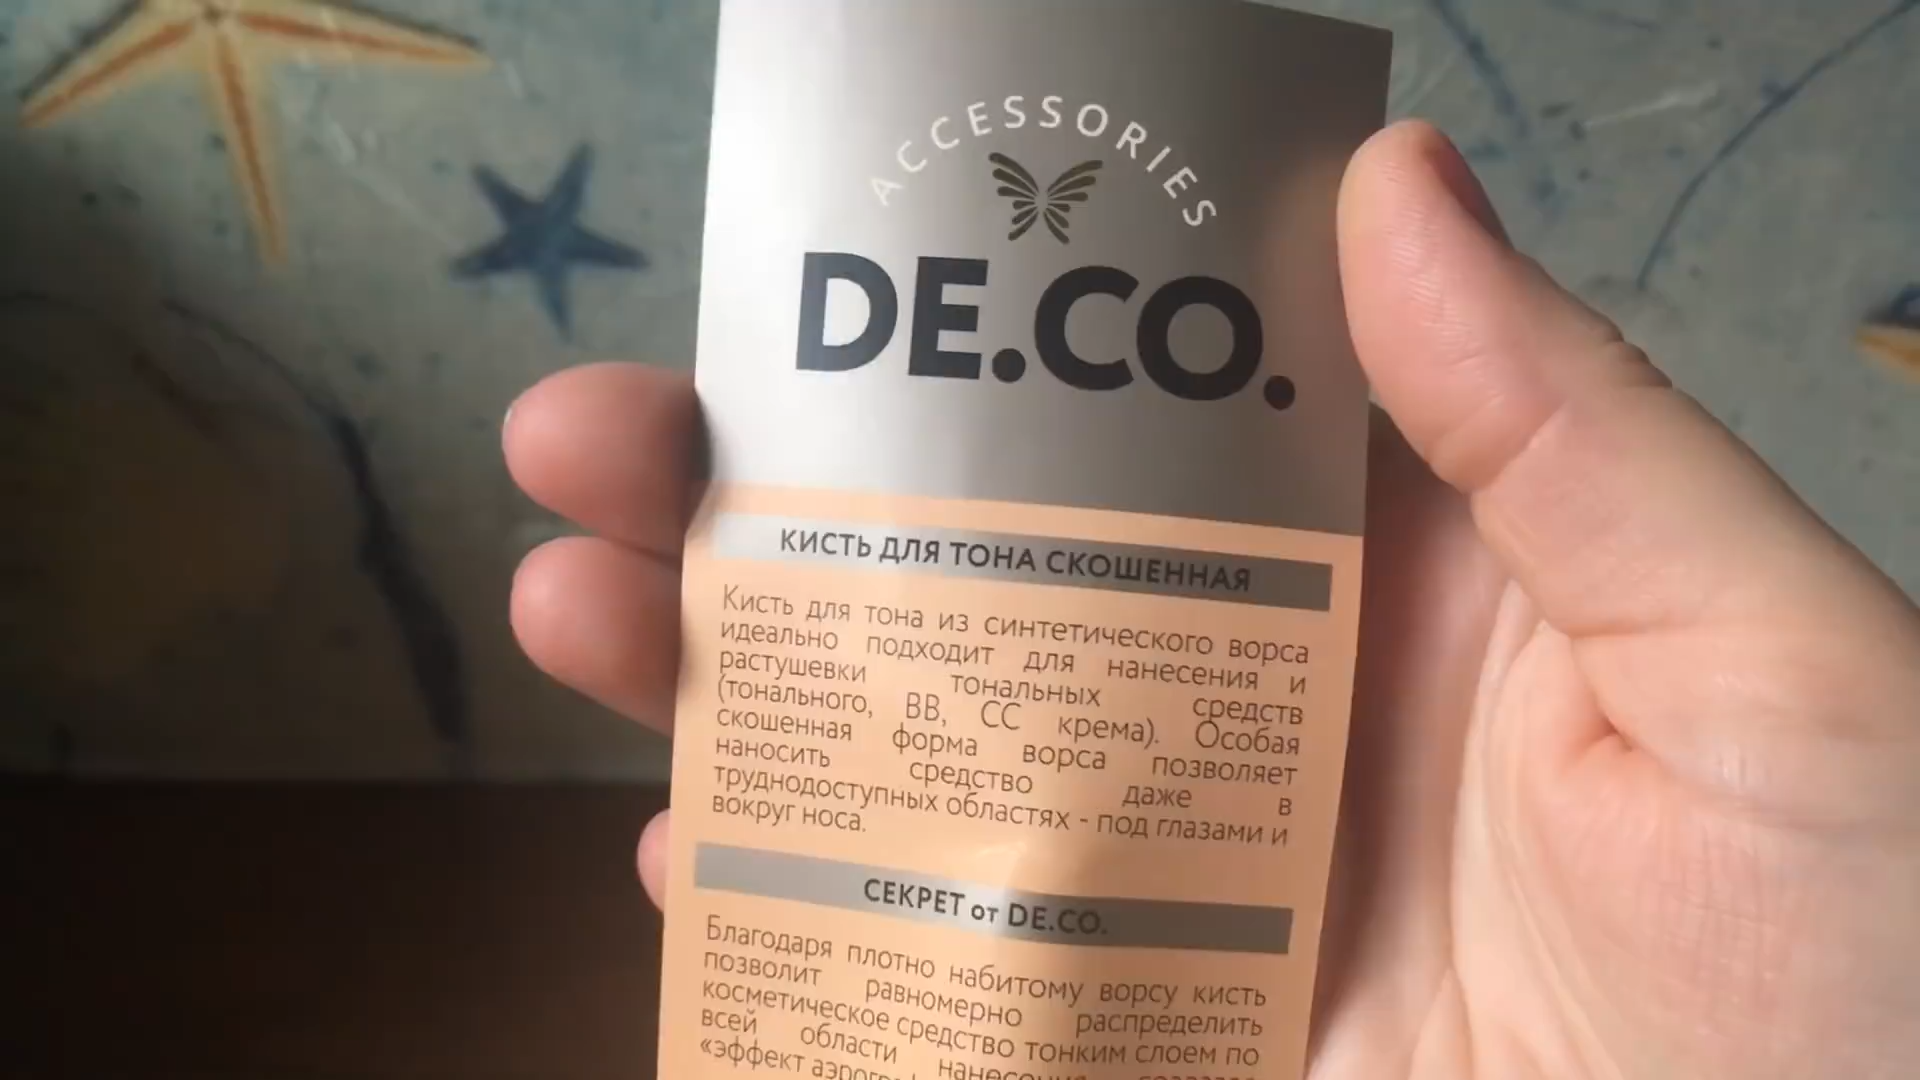 ACCESSORIES
DE.CO.
КИСТЬ ДЛЯ ТОНА СКОШЕННАЯ
Кисть для тона из синтетического ворса
идеально подходит для нанесения и
растушевки тональных средств
(тонального, BB, CC крема). Особая
скошенная форма ворса позволяет
наносить средство даже в
труднодоступных областях - под глазами и
вокруг носа.
СЕКРЕТ от DE.CO.
Благодаря плотно набитому ворсу кисть
позволит равномерно распределить
косметическое средство тонким слоем по
всей области
«эффект